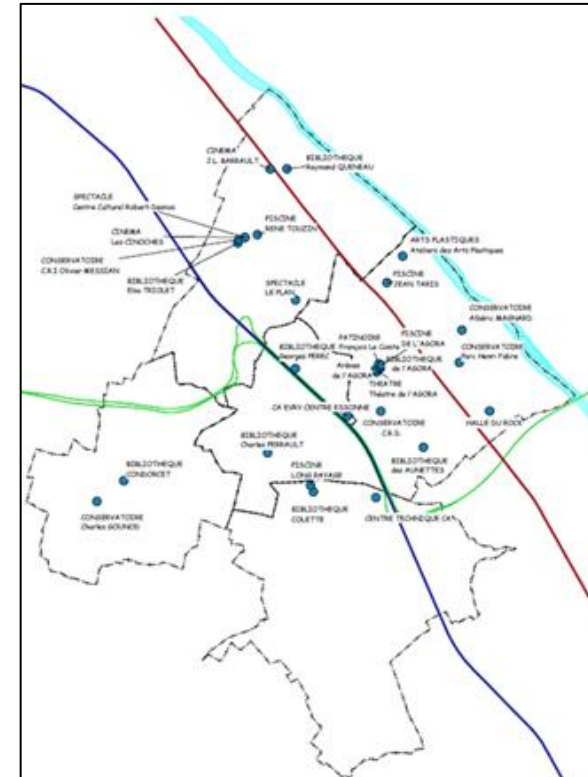 CINEMA
J.L. BARRAULT
BIBLIOTHEQUE
Raymond QUENEAU
SPECTACLE
Centre Culturel Robert Desnos
CINEMA
Les CINOCHES
PISCINE
RENE TOUZIN
CONSERVATOIRE
C.R.I Olivier MESSIAN
BIBLIOTHEQUE
Elsa TRIOLET
ARTS PLASTIQUES
Ateliers des Arts Plastiques
PISCINE
JEAN TARIS
SPECTACLE
LE PLAN
CONSERVATOIRE
Albéric MAGNARD
PATINOIRE
François Le Comte
PISCINE
DE L'AGORA
BIBLIOTHEQUE
Georges PEREC
Arènes
de l'AGORA
BIBLIOTHEQUE
de l'AGORA
CONSERVATOIRE
Parc Henri Fabre
THEATRE
Théatre de l'AGORA
CA EVRY CENTRE ESSONNE
CONSERVATOIRE
C.R.D.
HALLE DU ROCK
BIBLIOTHEQUE
Charles PERRAULT
BIBLIOTHEQUE
des AUNETTES
BIBLIOTHEQUE
CONDORCET
PISCINE
LONG RAYAGE
CONSERVATOIRE
Charles GOUNOD
BIBLIOTHEQUE
COLETTE
CENTRE TECHNIQUE CA